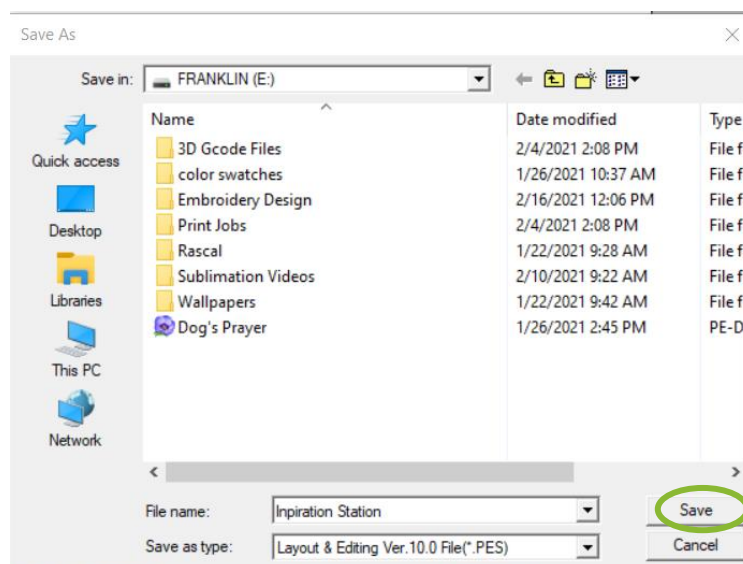 Save As
Save in: FRANKLIN (E:)
Name Date modified Type
Quick access
Desktop
Libraries
This PC
Network
3D Gcode Files 2/4/2021 2:08 PM File f
color swatches 1/26/2021 10:37 AM File f
Embroidery Design 2/16/2021 12:06 PM File f
Print Jobs 2/4/2021 2:08 PM File f
Rascal 1/22/2021 9:28 AM File f
Sublimation Videos 2/10/2021 9:22 AM File f
Wallpapers 1/22/2021 9:42 AM File f
Dog's Prayer 1/26/2021 2:45 PM PE-D
File name: Inpiration Station Save
Save as type: Layout & Editing Ver.10.0 File(*.PES) Cancel